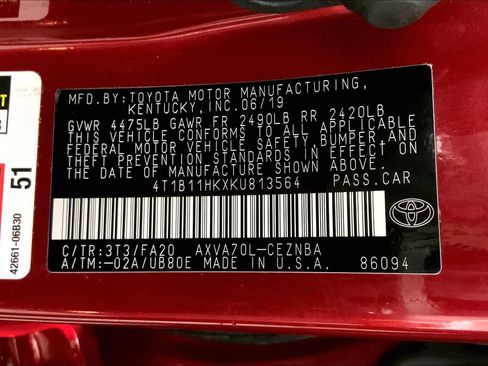 MFD.BY:TOYOTA MOTOR MANUFACTURING,
KENTUCKY,INC.06/19
GVWR 4475LB GAWR FR 2490LB RR 2420LB
THIS VEHICLE CONFORMS TO ALL APPLICABLE
FEDERAL MOTOR VEHICLE SAFETY,BUMPER AND
THEFT PREVENTION STANDARDS IN EFFECT ON
THE DATE OF MANUFACTURE SHOWN ABOVE.
4T1B11HKXKU813564 PASS.CAR
C/TR:3T3/FA20 AXVA70L-CEZNBA
A/TM:-02A/UB80E MADE IN U.S.A. 86094
TOYOTA
51
42661-06B30